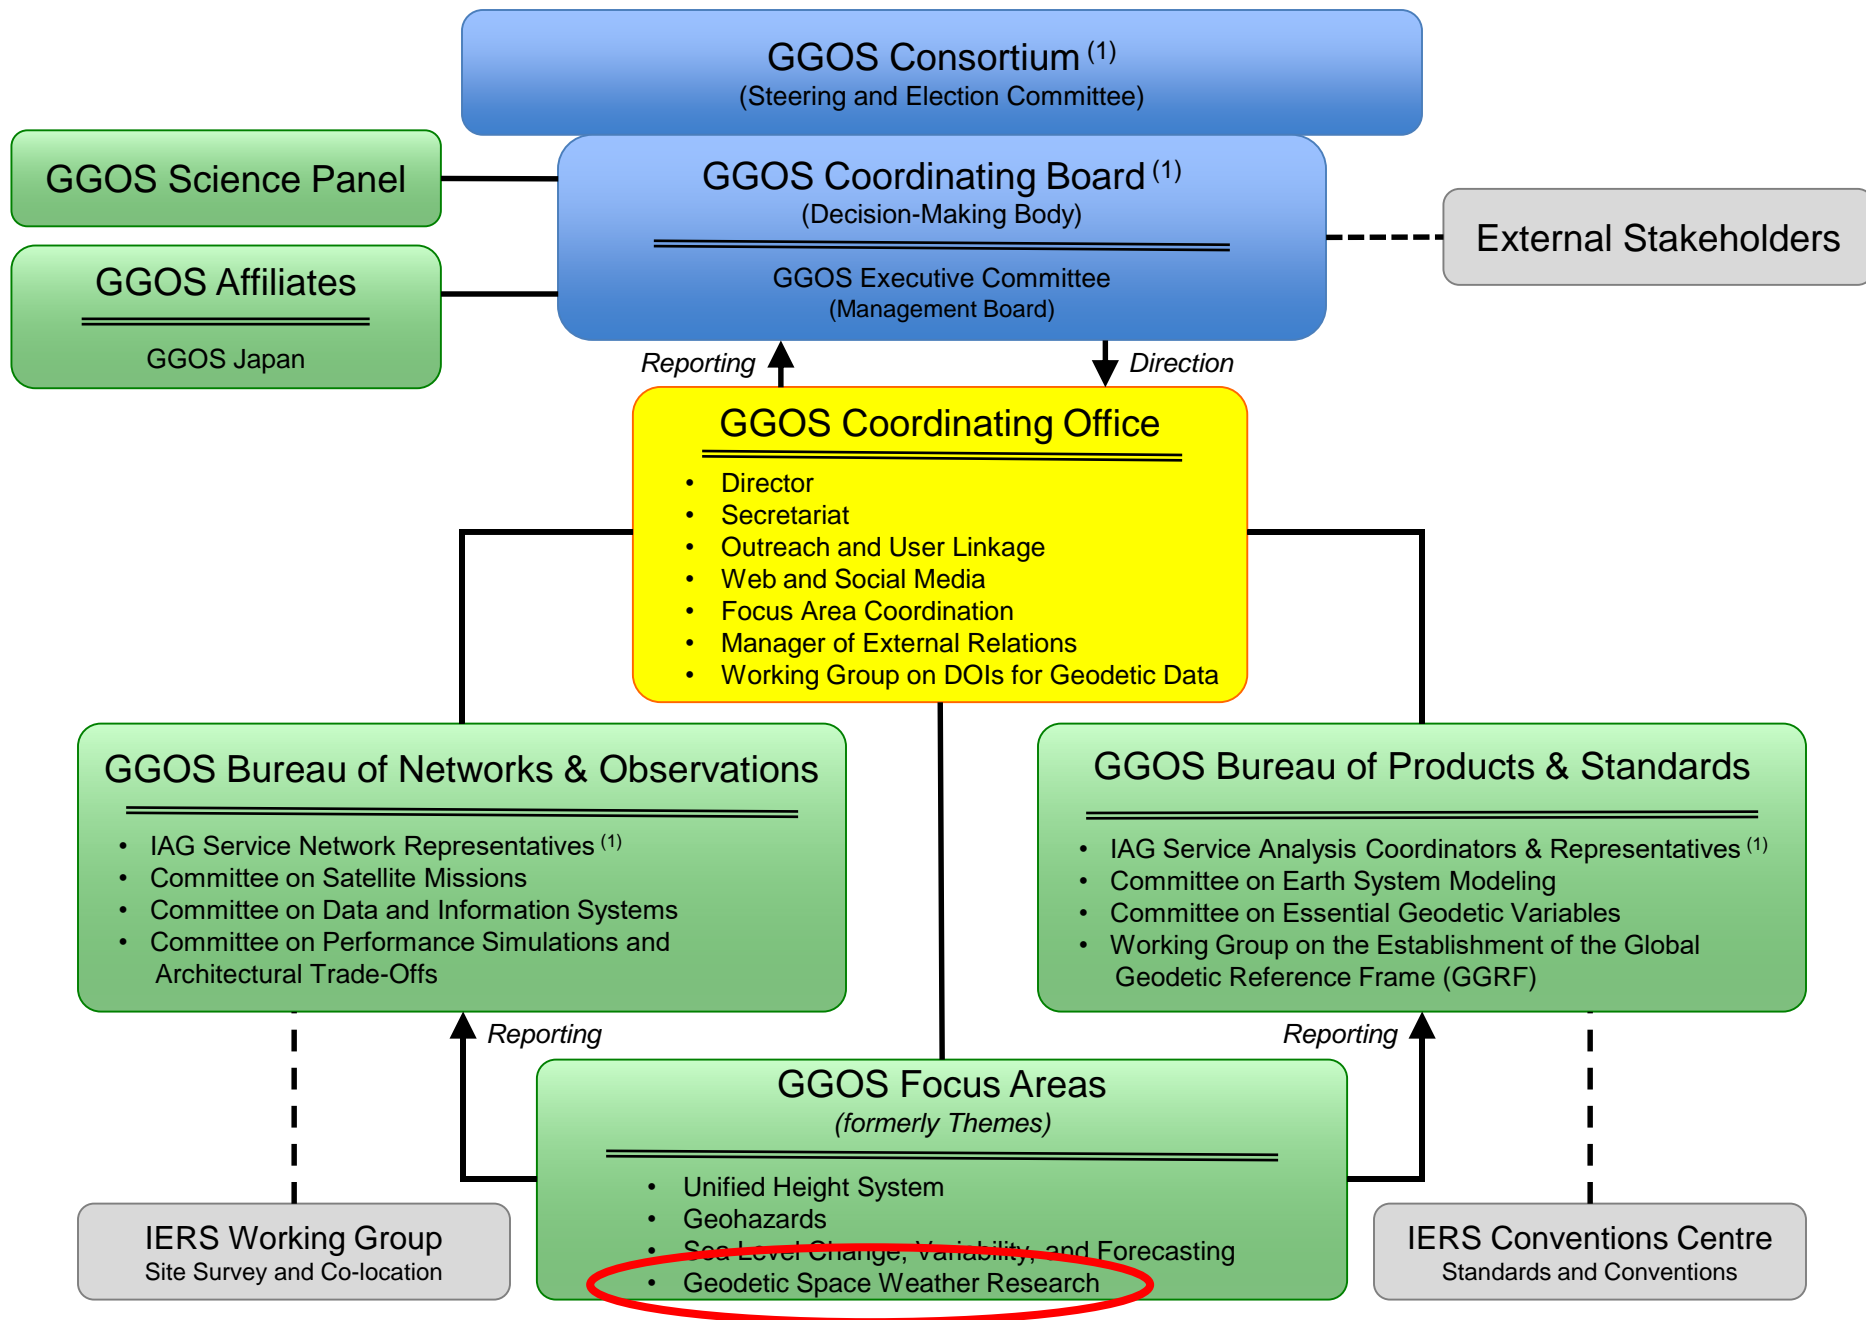 GGOS Consortium (1)
(Steering and Election Committee)
GGOS Science Panel
GGOS Coordinating Board (1)
(Decision-Making Body)
GGOS Executive Committee
(Management Board)
External Stakeholders
GGOS Affiliates
GGOS Japan
Reporting
Direction
GGOS Coordinating Office
• Director
• Secretariat
• Outreach and User Linkage
• Web and Social Media
• Focus Area Coordination
• Manager of External Relations
• Working Group on DOIs for Geodetic Data
GGOS Bureau of Networks & Observations
• IAG Service Network Representatives (1)
• Committee on Satellite Missions
• Committee on Data and Information Systems
• Committee on Performance Simulations and
Architectural Trade-Offs
GGOS Bureau of Products & Standards
• IAG Service Analysis Coordinators & Representatives (1)
• Committee on Earth System Modeling
• Committee on Essential Geodetic Variables
• Working Group on the Establishment of the Global
Geodetic Reference Frame (GGRF)
Reporting
Reporting
GGOS Focus Areas
(formerly Themes)
• Unified Height System
• Geohazards
• Sea Level Change, Variability, and Forecasting
• Geodetic Space Weather Research
IERS Working Group
Site Survey and Co-location
IERS Conventions Centre
Standards and Conventions